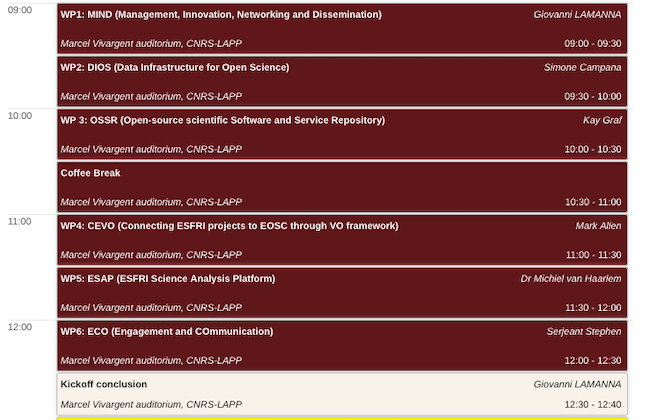 09:00
WP1: MIND (Management, Innovation, Networking and Dissemination) Giovanni LAMANNA
Marcel Vivargent auditorium, CNRS-LAPP 09:00 - 09:30
WP2: DIOS (Data Infrastructure for Open Science) Simone Campana
Marcel Vivargent auditorium, CNRS-LAPP 09:30 - 10:00
10:00
WP 3: OSSR (Open-source scientific Software and Service Repository) Kay Graf
Marcel Vivargent auditorium, CNRS-LAPP 10:00 - 10:30
Coffee Break
Marcel Vivargent auditorium, CNRS-LAPP 10:30 - 11:00
11:00
WP4: CEVO (Connecting ESFRI projects to EOSC through VO framework) Mark Allen
Marcel Vivargent auditorium, CNRS-LAPP 11:00 - 11:30
WP5: ESAP (ESFRI Science Analysis Platform) Dr Michiel van Haarlem
Marcel Vivargent auditorium, CNRS-LAPP 11:30 - 12:00
12:00
WP6: ECO (Engagement and COmmunication) Serjeant Stephen
Marcel Vivargent auditorium, CNRS-LAPP 12:00 - 12:30
Kickoff conclusion Giovanni LAMANNA
Marcel Vivargent auditorium, CNRS-LAPP 12:30 - 12:40